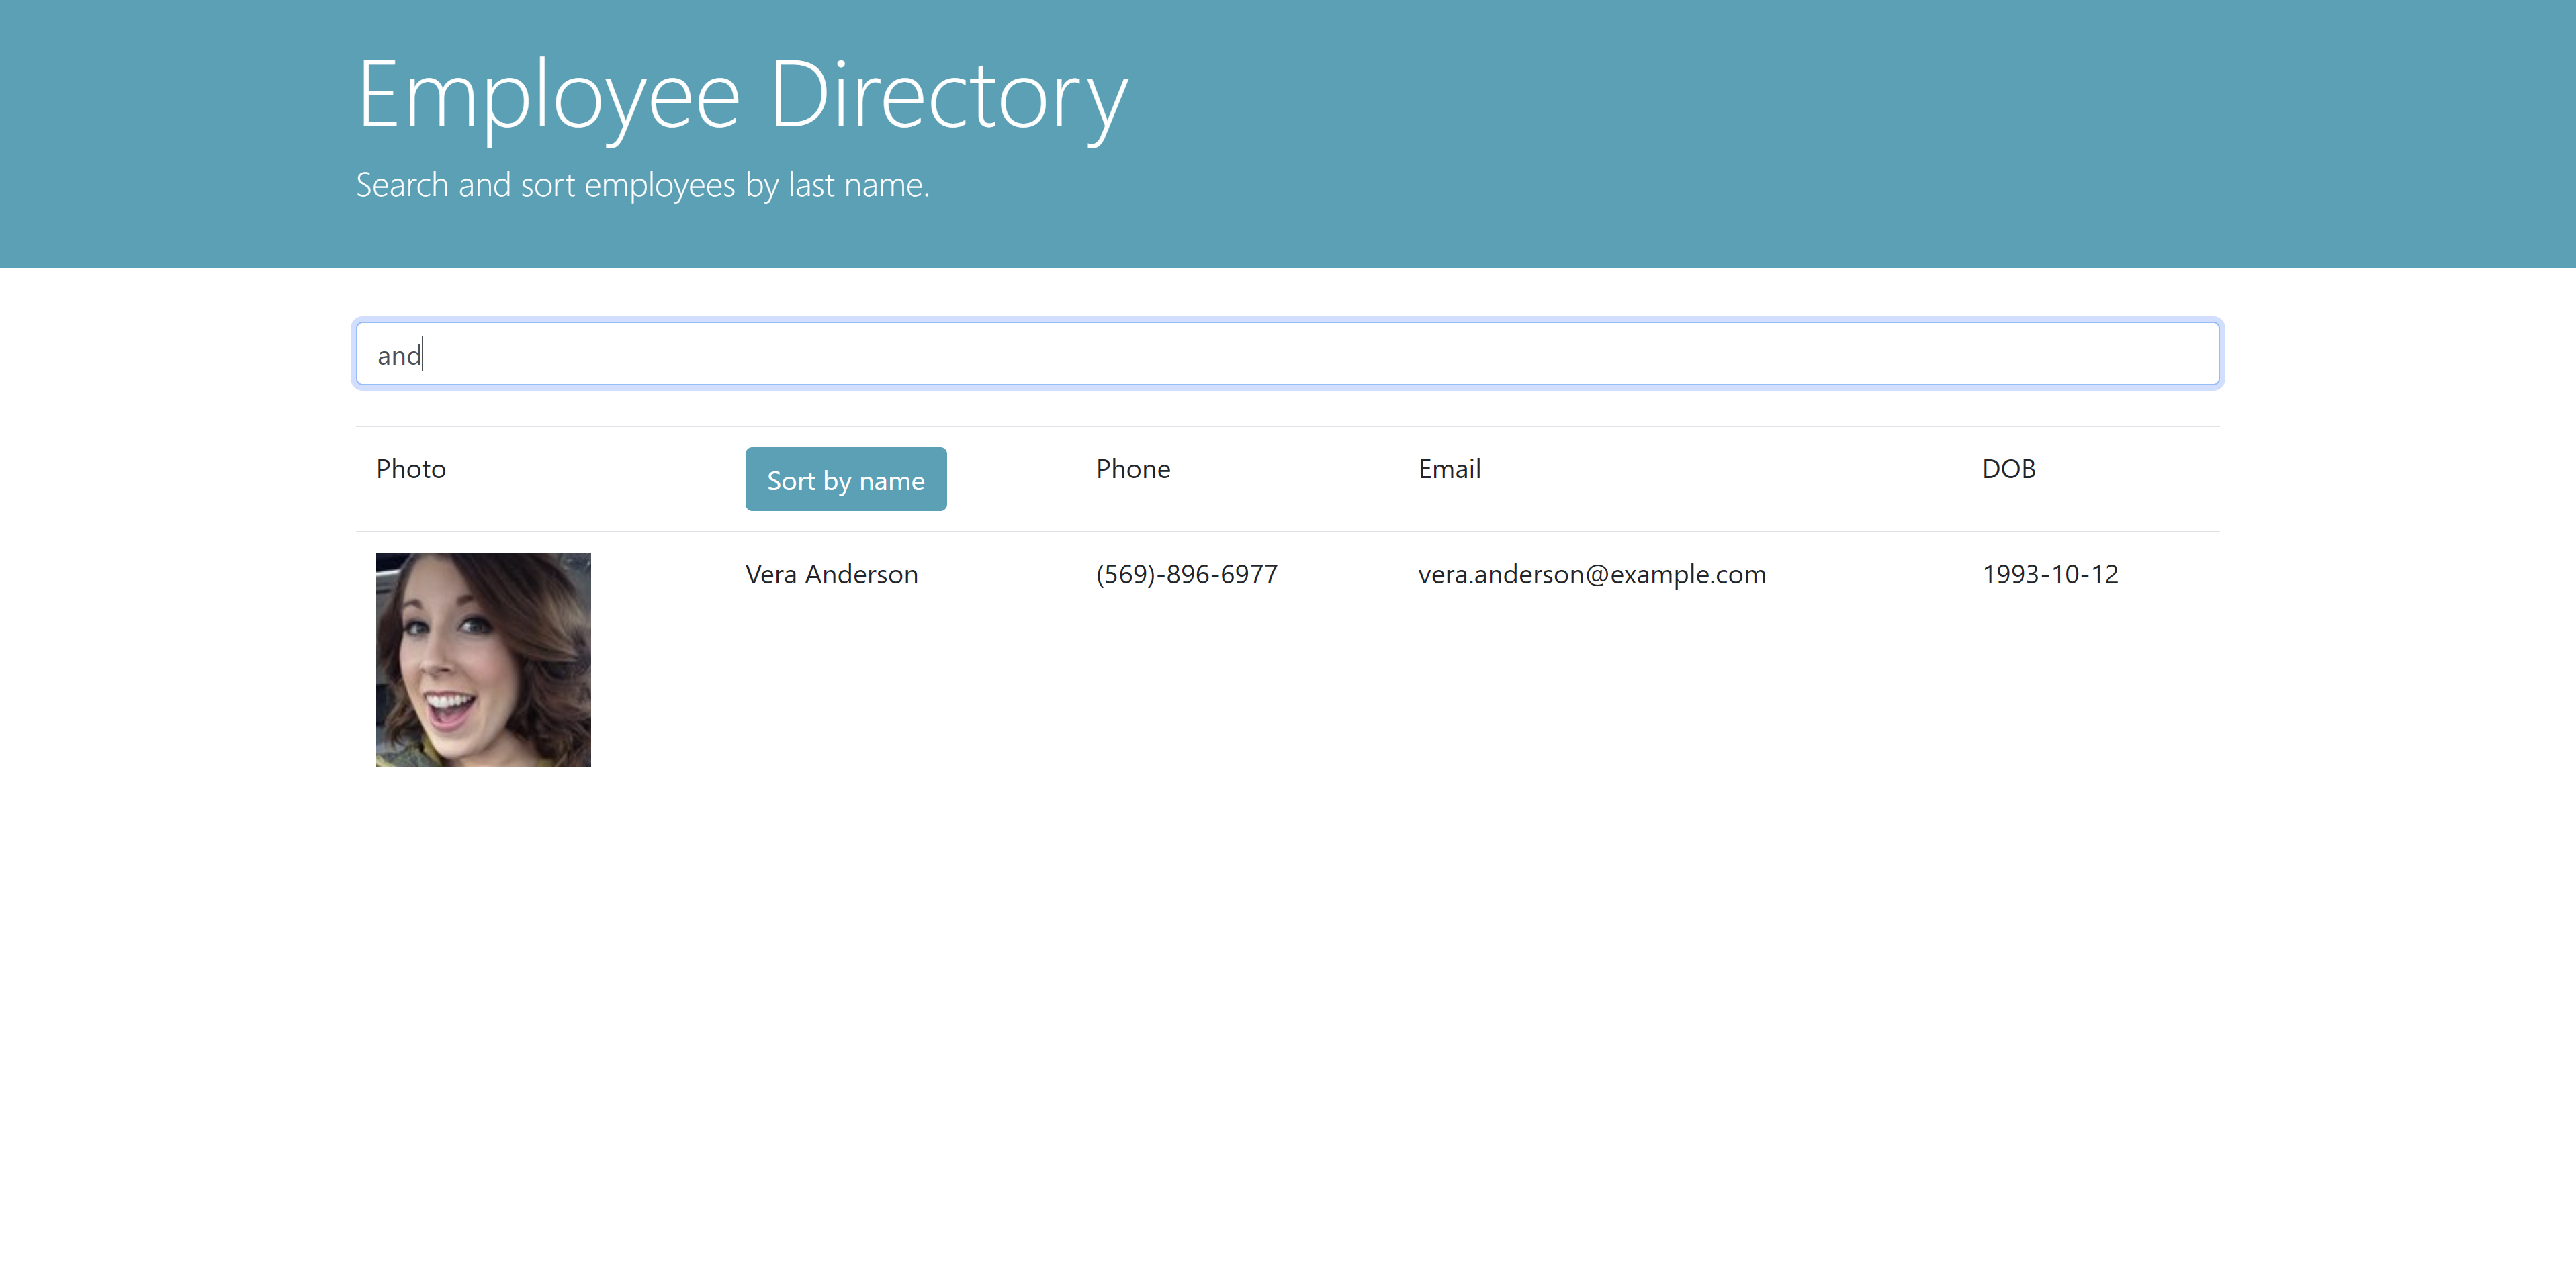 Employee Directory
Search and sort employees by last name.
and
Photo Sort by name Phone Email DOB
Vera Anderson (569)-896-6977 vera.anderson@example.com 1993-10-12